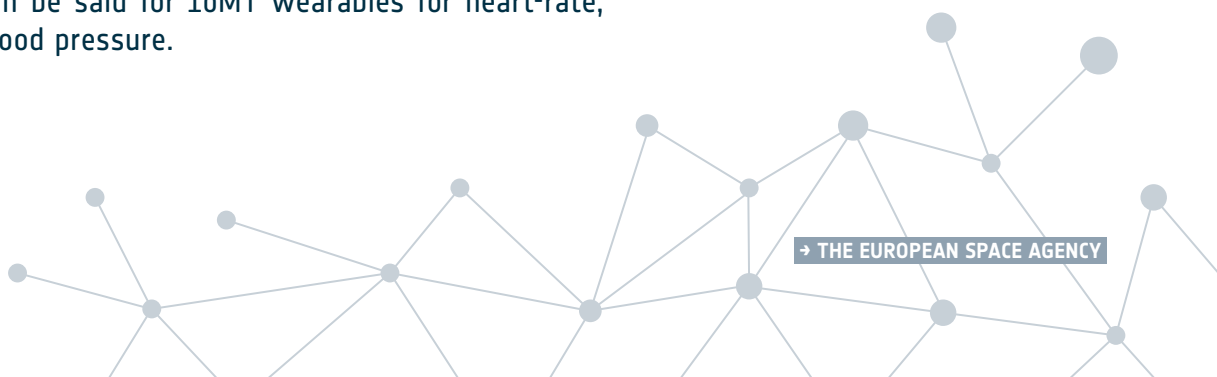 be said for IoMT wearables for heart-rate,
ood pressure.
→ THE EUROPEAN SPACE AGENCY